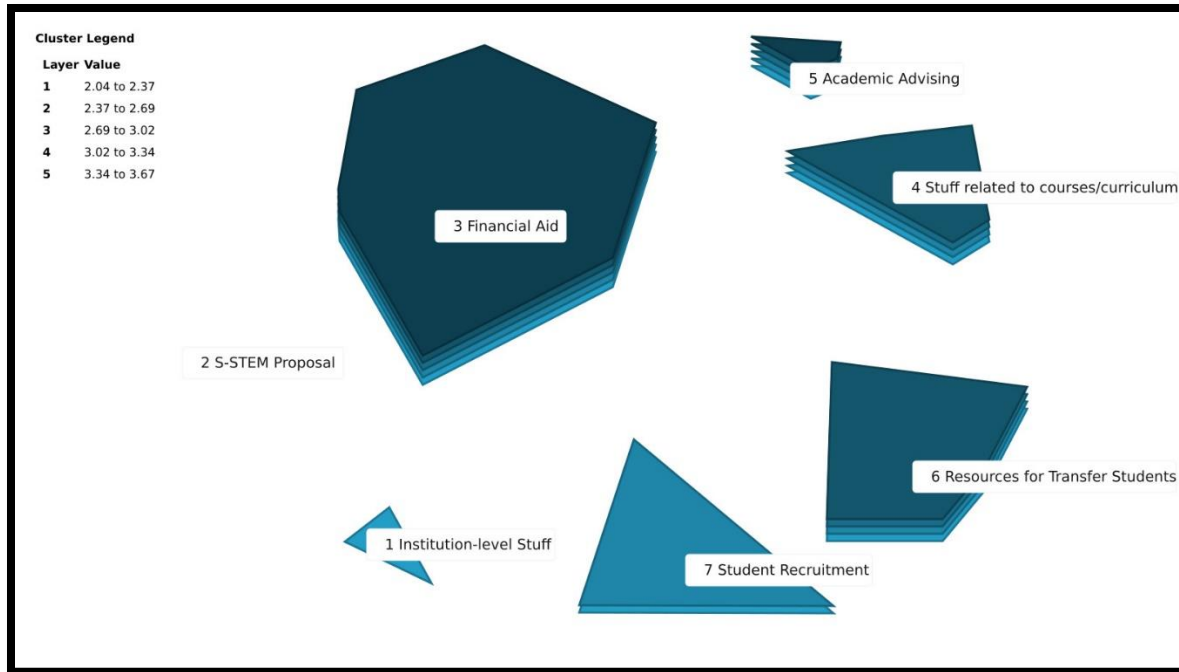 Cluster Legend
Layer Value
1 2.04 to 2.37
2 2.37 to 2.69
3 2.69 to 3.02
4 3.02 to 3.34
5 3.34 to 3.67
5 Academic Advising
4 Stuff related to courses/curriculum
3 Financial Aid
2 S-STEM Proposal
6 Resources for Transfer Students
1 Institution-level Stuff
7 Student Recruitment